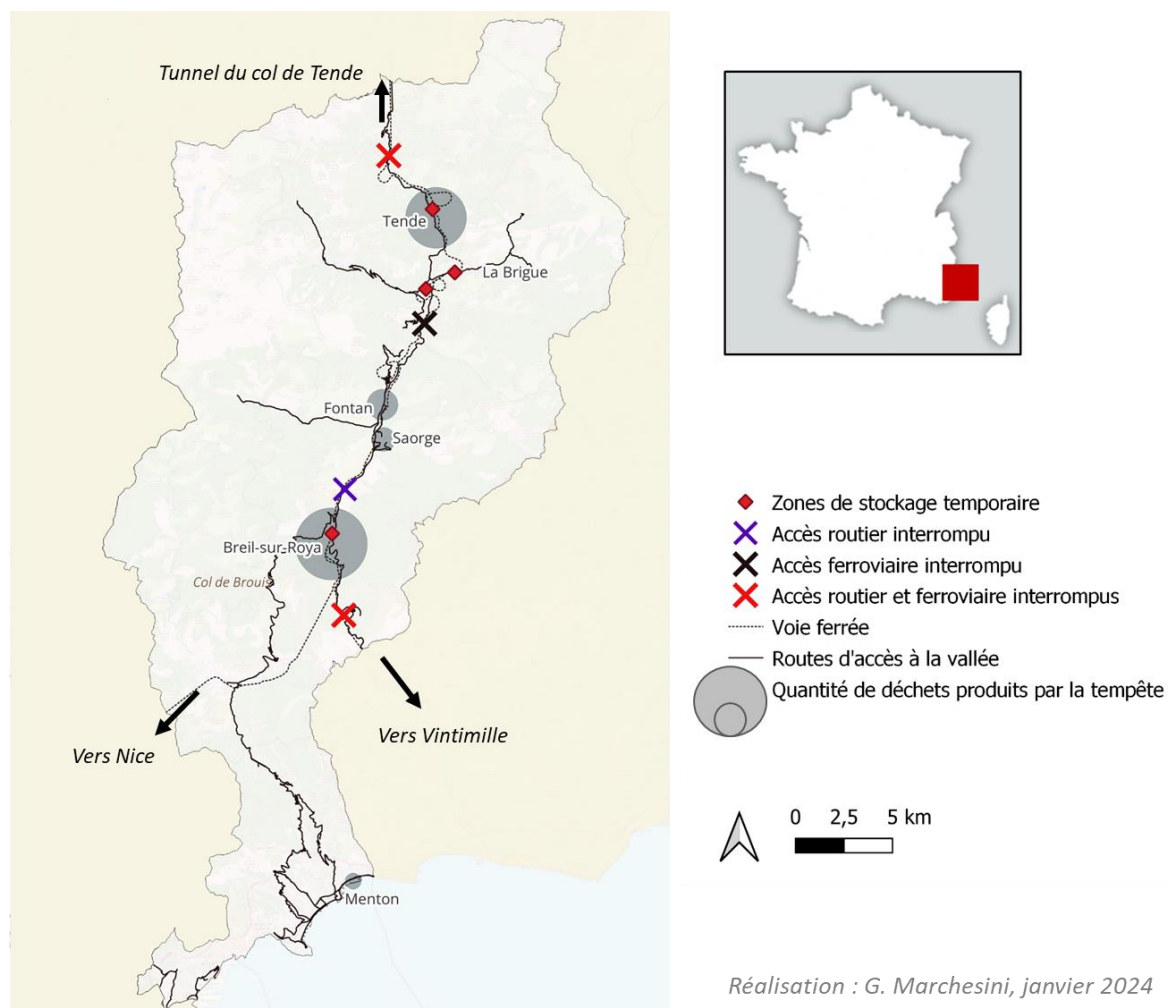 Tunnel du col de Tende
Tende
La Brigue
Fontan
Saorge
Breil-sur-Roya
Col de Brouis
Vers Nice
Vers Vintimille
Menton
Zones de stockage temporaire
Accès routier interrompu
Accès ferroviaire interrompu
Accès routier et ferroviaire interrompus
Voie ferrée
Routes d'accès à la vallée
Quantité de déchets produits par la tempête
0 2,5 5 km
Réalisation : G. Marchesini, janvier 2024